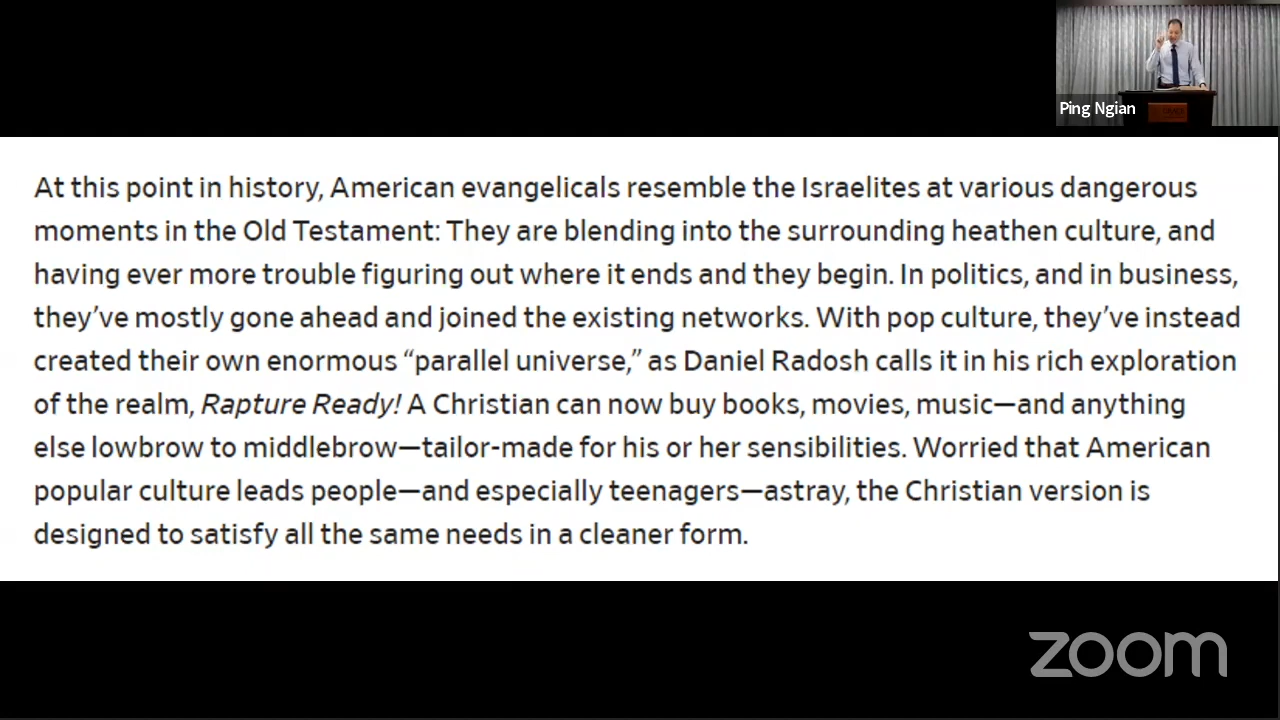 Ping Ngian
At this point in history, American evangelicals resemble the Israelites at various dangerous
moments in the Old Testament: They are blending into the surrounding heathen culture, and
having ever more trouble figuring out where it ends and they begin. In politics, and in business,
they’ve mostly gone ahead and joined the existing networks. With pop culture, they’ve instead
created their own enormous “parallel universe,” as Daniel Radosh calls it in his rich exploration
of the realm, Rapture Ready! A Christian can now buy books, movies, music—and anything
else lowbrow to middlebrow—tailor-made for his or her sensibilities. Worried that American
popular culture leads people—and especially teenagers—astray, the Christian version is
designed to satisfy all the same needs in a cleaner form.
zoom